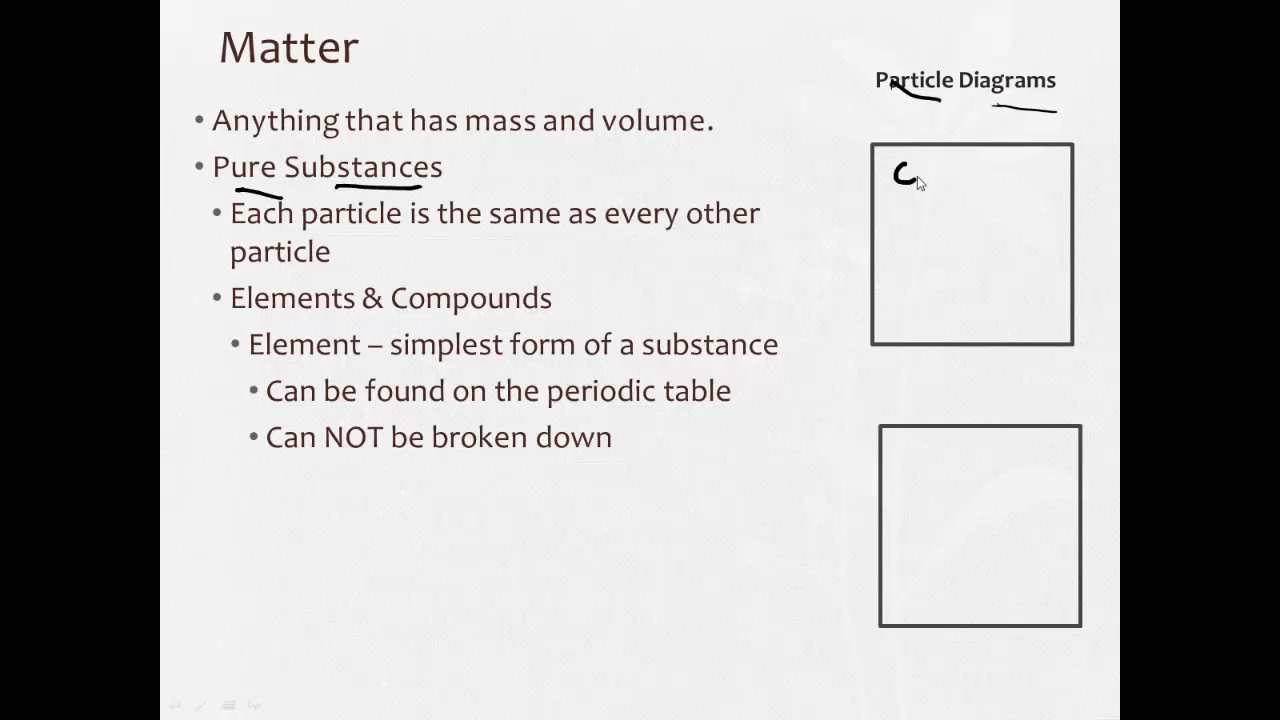 Matter
Particle Diagrams
• Anything that has mass and volume.
• Pure Substances
• Each particle is the same as every other
particle
• Elements & Compounds
• Element – simplest form of a substance
• Can be found on the periodic table
• Can NOT be broken down